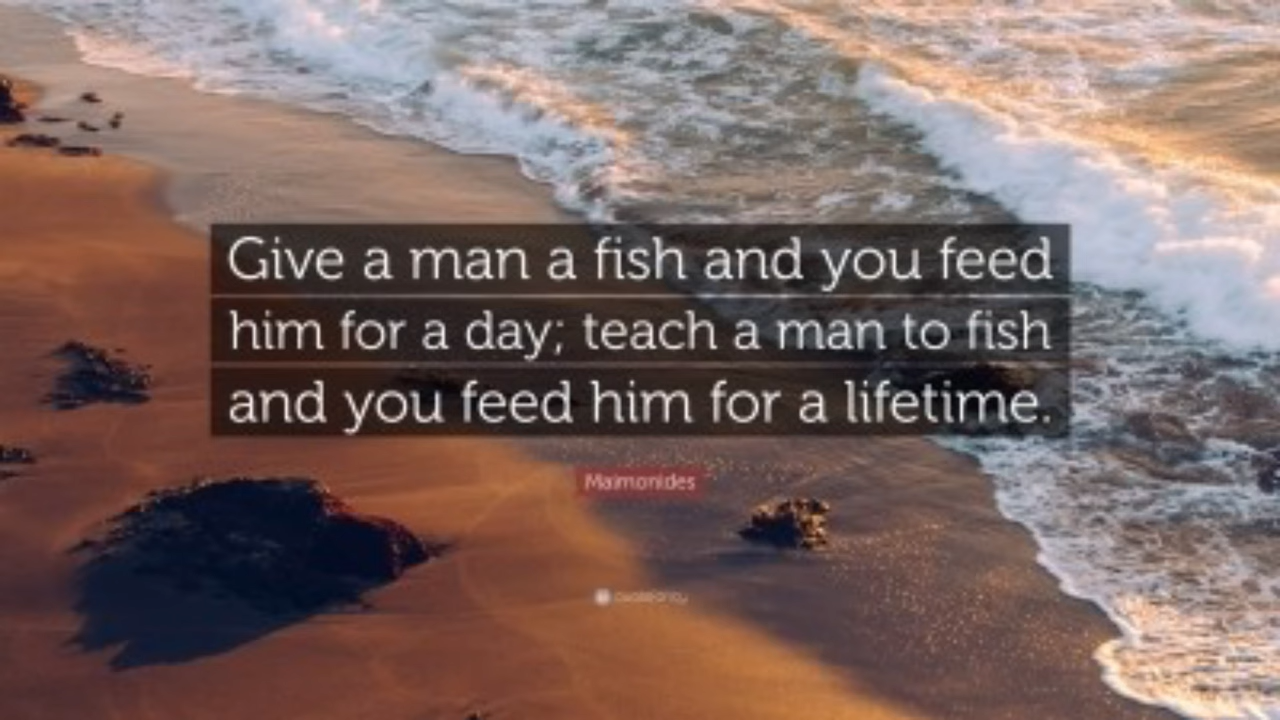 Give a man a fish and you feed
him for a day; teach a man to fish
and you feed him for a lifetime.
Maimonides
quotefancy